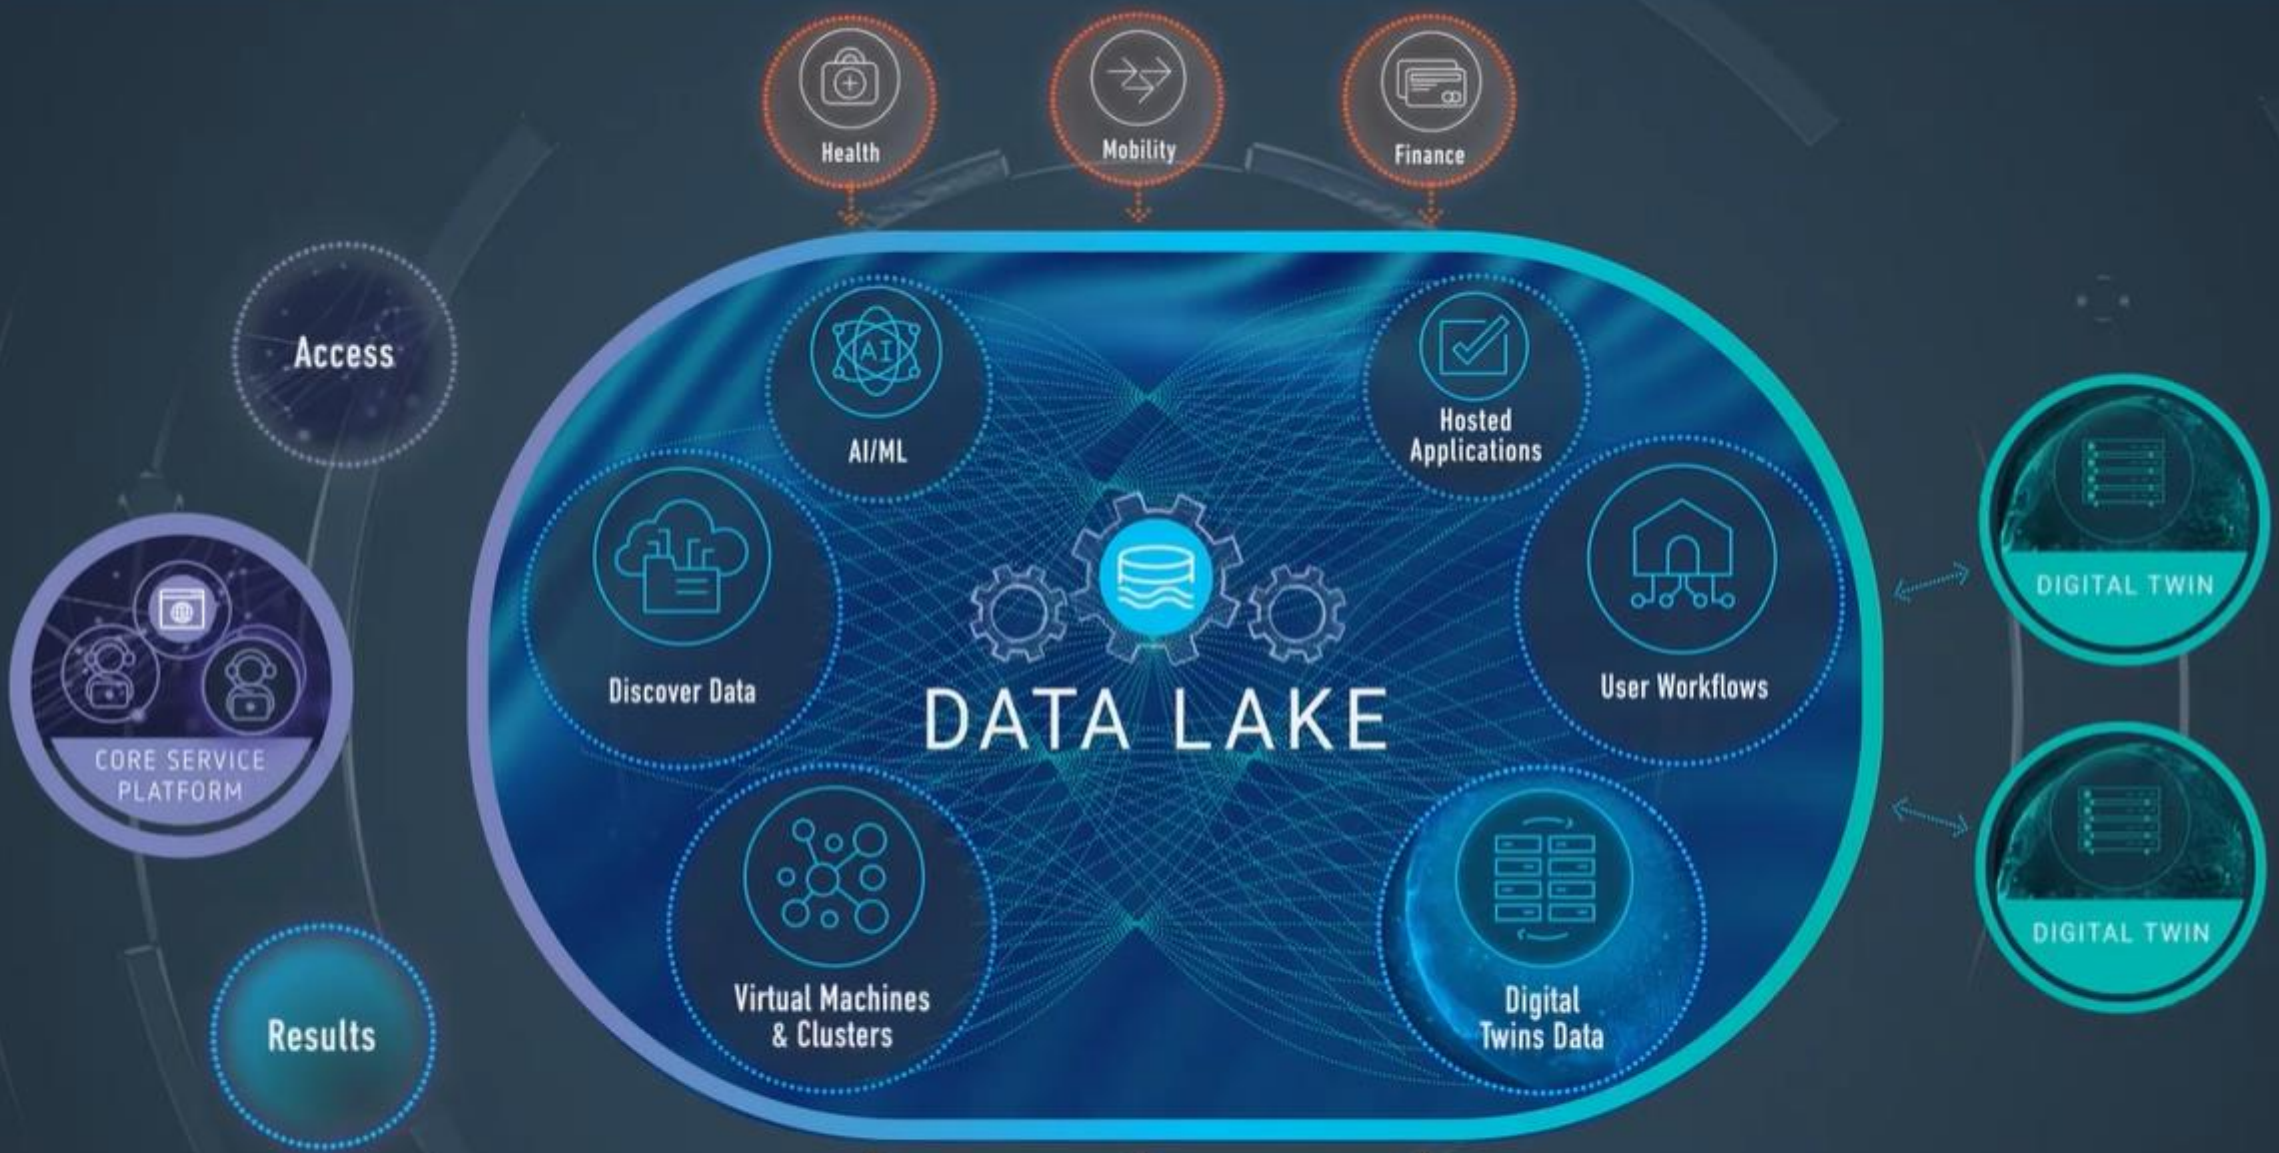 Health
Mobility
Finance
Access
AI
AI/ML
Hosted
Applications
Discover Data
User Workflows
DATA LAKE
CORE SERVICE
PLATFORM
DIGITAL TWIN
DIGITAL TWIN
Virtual Machines
& Clusters
Digital
Twins Data
Results